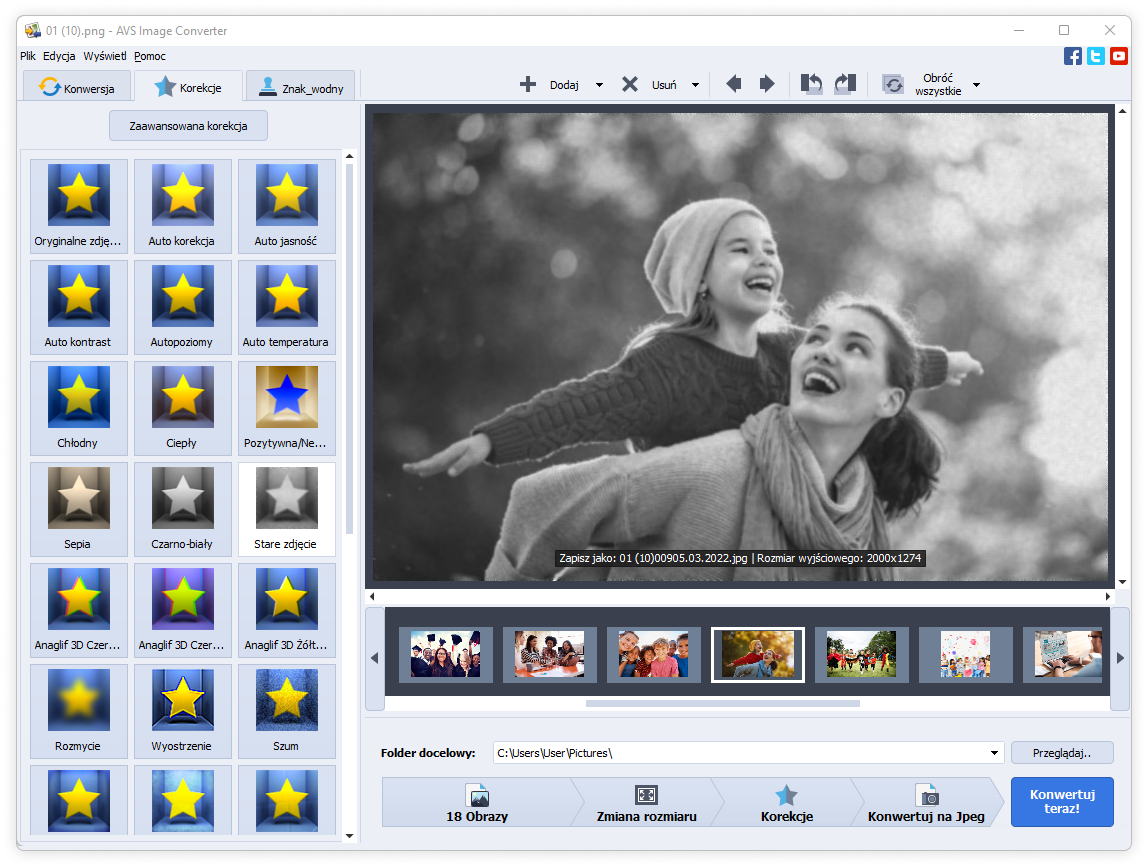 01 (10).png - AVS Image Converter
Plik Edycja Wyświetl Pomoc
Konwersja Korekcje Znak_wodny
Dodaj Usuń Obróć
wszystkie
Zaawansowana korekcja
Oryginalne zdję... Auto korekcja Auto jasność
Auto kontrast Autopoziomy Auto temperatura
Chłodny Ciepły Pozytywna/Ne...
Sepia Czarno-biały Stare zdjęcie
Anaglif 3D Czer... Anaglif 3D Czer... Anaglif 3D Żółt...
Rozmycie Wyostrzenie Szum
Zapisz jako: 01 (10)00905.03.2022.jpg | Rozmiar wyjściowego: 2000x1274
Folder docelowy: C:\Users\User\Pictures\ Przeglądaj..
18 Obrazy Zmiana rozmiaru Korekcje Konwertuj na Jpeg
Konwertuj
teraz!